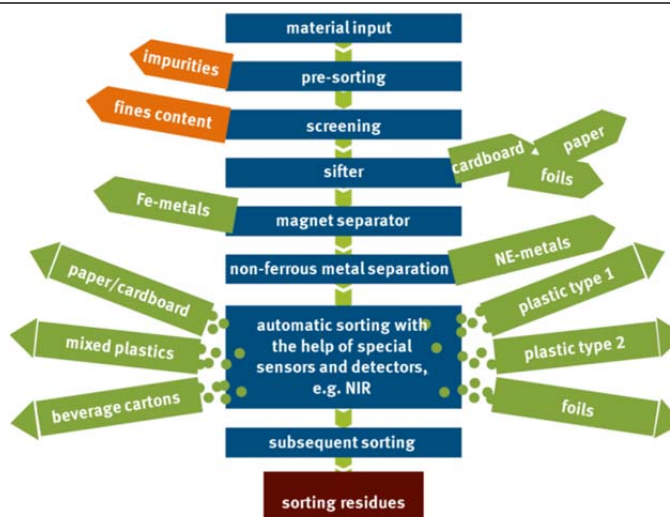 material input
impurities
pre-sorting
fines content
screening
sifter
cardboard
paper
foils
Fe-metals
magnet separator
non-ferrous metal separation
NE-metals
paper/cardboard
mixed plastics
beverage cartons
automatic sorting with
the help of special
sensors and detectors,
e.g. NIR
plastic type 1
plastic type 2
foils
subsequent sorting
sorting residues